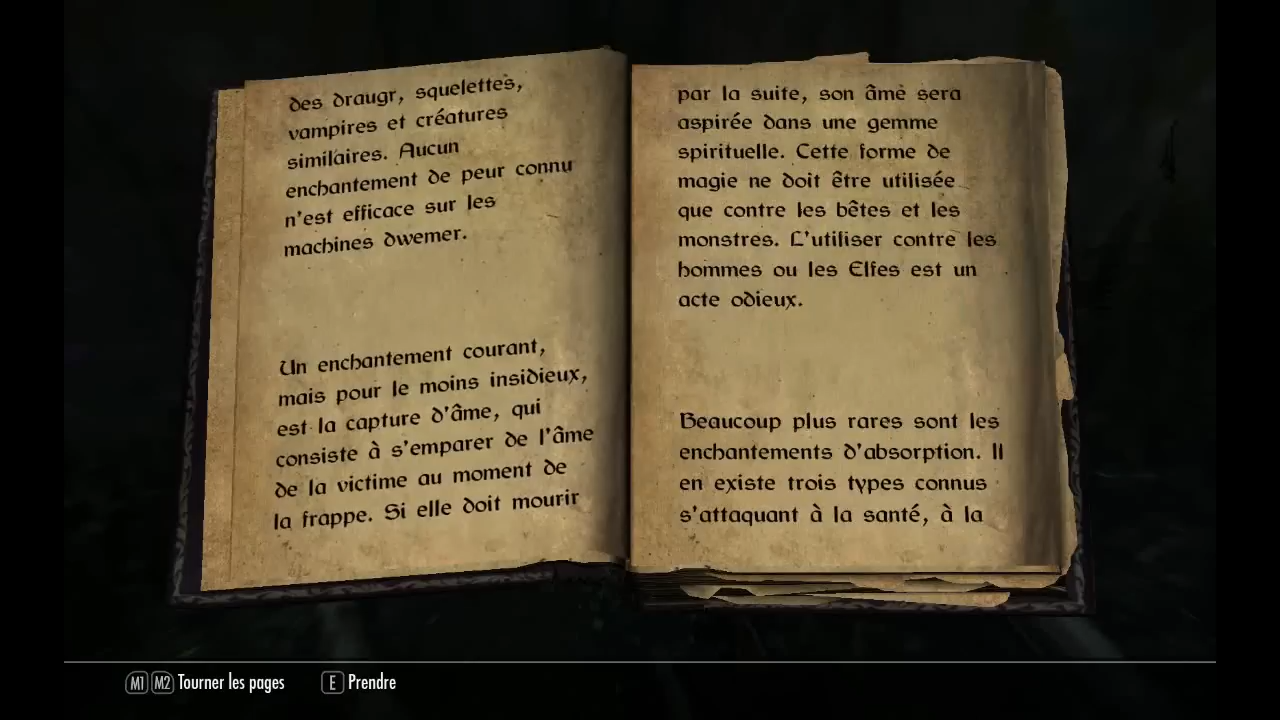 des draugr, squelettes,
vampires et créatures
similaires. Aucun
enchantement de peur connu
n'est efficace sur les
machines dwemer.
Un enchantement courant,
mais pour le moins insidieux,
est la capture d'âme, qui
consiste à s'emparer de l'âme
de la victime au moment de
la frappe. Si elle doit mourir
par la suite, son âme sera
aspirée dans une gemme
spirituelle. Cette forme de
magie ne doit être utilisée
que contre les bêtes et les
monstres. L'utiliser contre les
hommes ou les Elfes est un
acte odieux.
Beaucoup plus rares sont les
enchantements d'absorption. Il
en existe trois types connus
s'attaquant à la santé, à la
M1 M2 Tourner les pages E Prendre